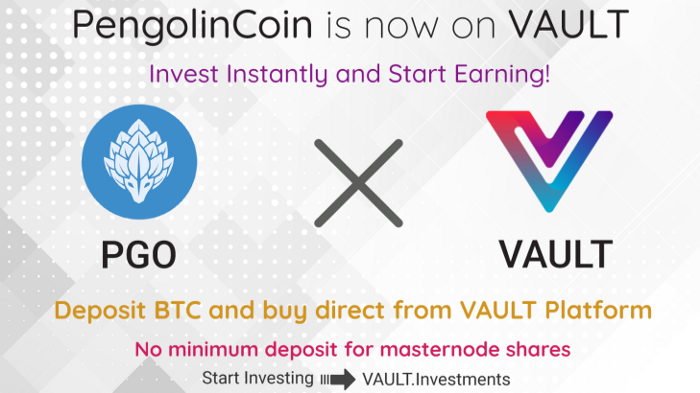 PengolinCoin is now on VAULT
Invest Instantly and Start Earning!
PGO
VAULT
Deposit BTC and buy direct from VAULT Platform
No minimum deposit for masternode shares
Start Investing VAULT.Investments